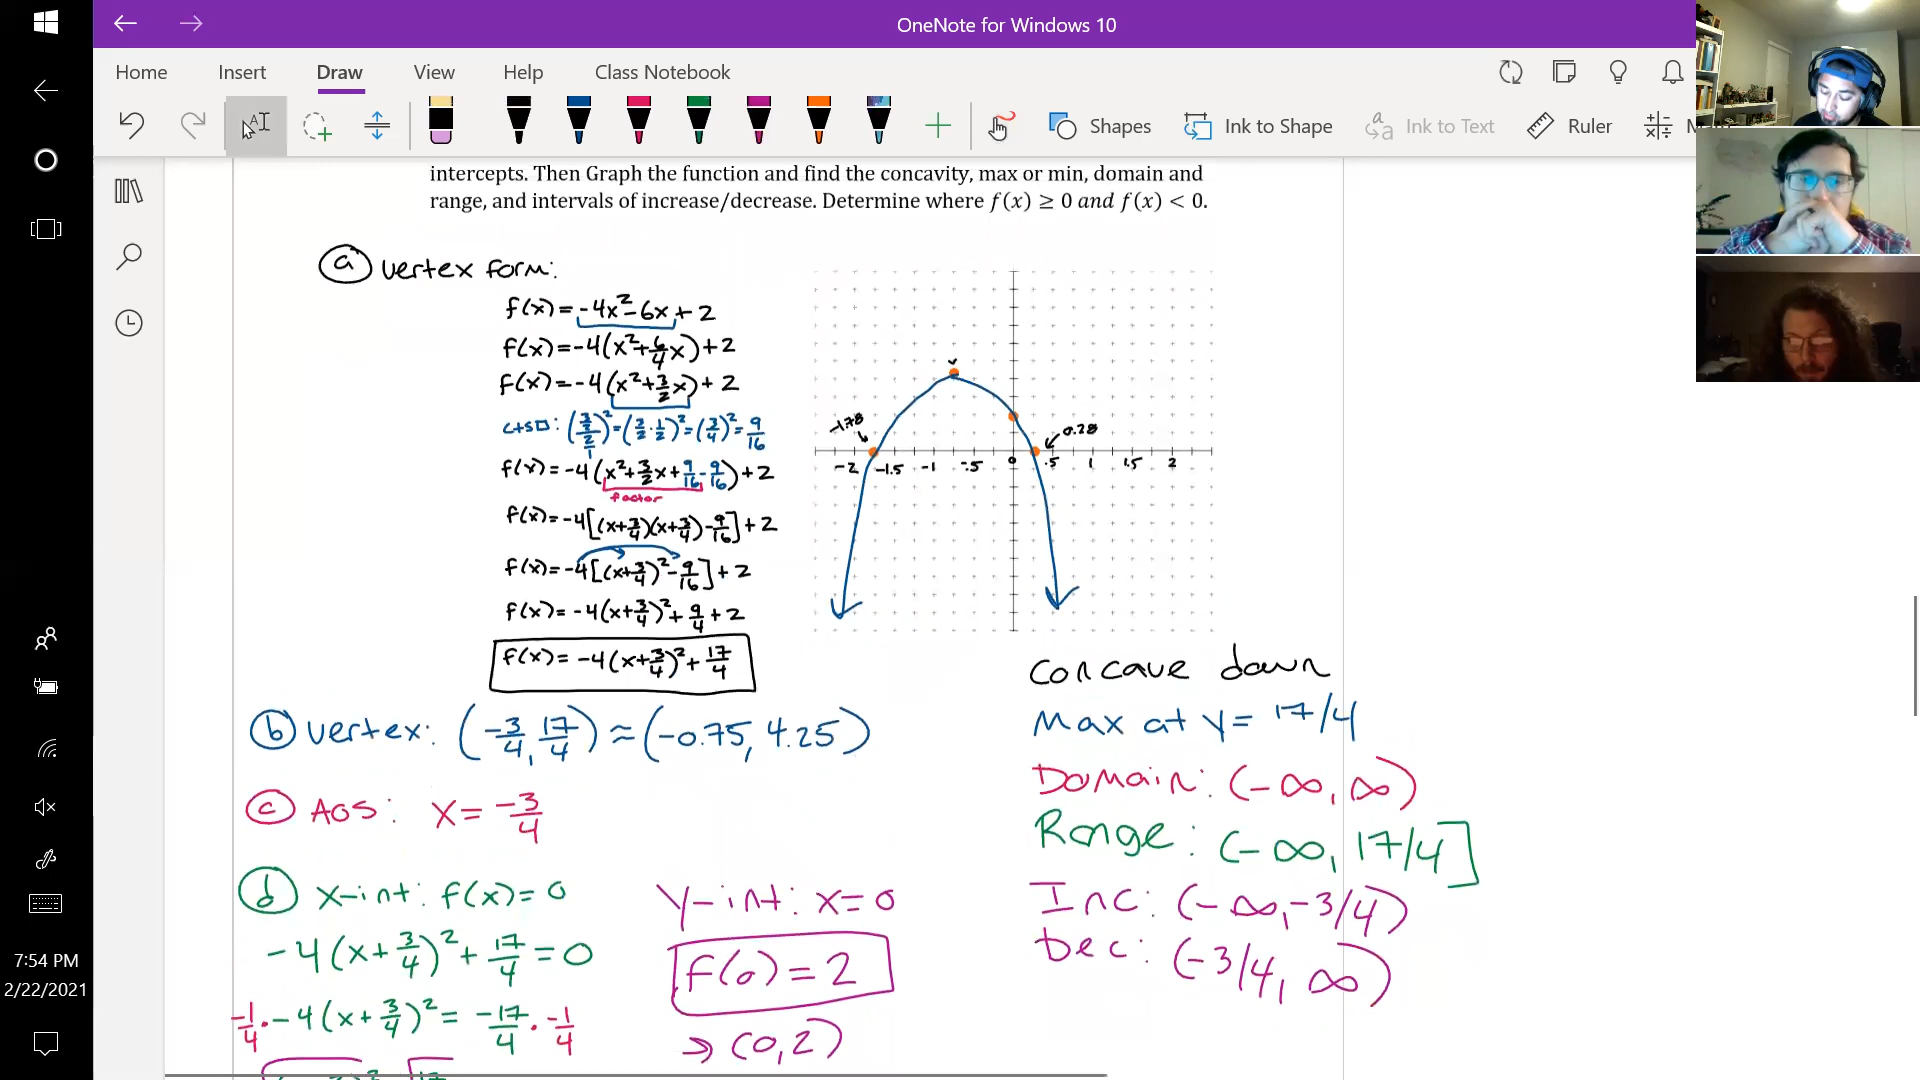 OneNote for Windows 10
Home Insert Draw View Help Class Notebook
Shapes Ink to Shape Ink to Text Ruler
intercepts. Then Graph the function and find the concavity, max or min, domain and
range, and intervals of increase/decrease. Determine where f(x) ≥ 0 and f(x) < 0.
(a) vertex form:
f(x) = -4x² - 6x + 2
f(x) = -4(x² + 6/4 x) + 2
f(x) = -4(x² + 3/2 x) + 2
CTS□: ((3/2)/(2/1))² = (3/2 · 1/2)² = (3/4)² = 9/16
f(x) = -4(x² + 3/2 x + 9/16 - 9/16) + 2
factor
f(x) = -4[(x + 3/4)(x + 3/4) - 9/16] + 2
f(x) = -4[(x + 3/4)² - 9/16] + 2
f(x) = -4(x + 3/4)² + 9/4 + 2
f(x) = -4(x + 3/4)² + 17/4
v
-1.78
0.28
-2 -1.5 -1 -.5 0 .5 1 1.5 2
(b) vertex: (-3/4, 17/4) ≈ (-0.75, 4.25)
(c) AOS: x = -3/4
(d) x-int: f(x) = 0
-4(x + 3/4)² + 17/4 = 0
-1/4 · -4(x + 3/4)² = -17/4 · -1/4
y-int: x = 0
f(0) = 2
→ (0, 2)
Concave down
Max at y = 17/4
Domain: (-∞, ∞)
Range: (-∞, 17/4]
Inc: (-∞, -3/4)
Dec: (-3/4, ∞)
7:54 PM
2/22/2021